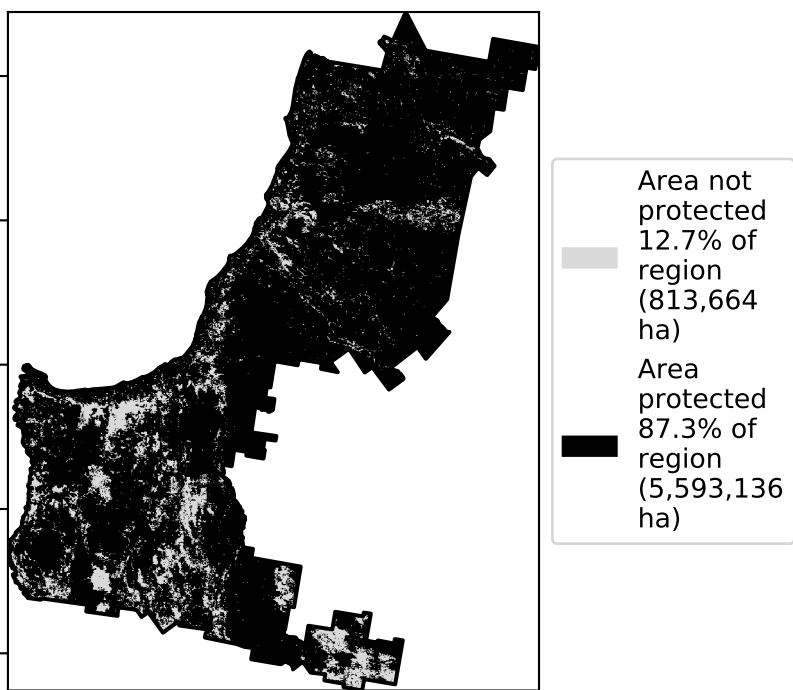 Area not
protected
12.7% of
region
(813,664
ha)
Area
protected
87.3% of
region
(5,593,136
ha)